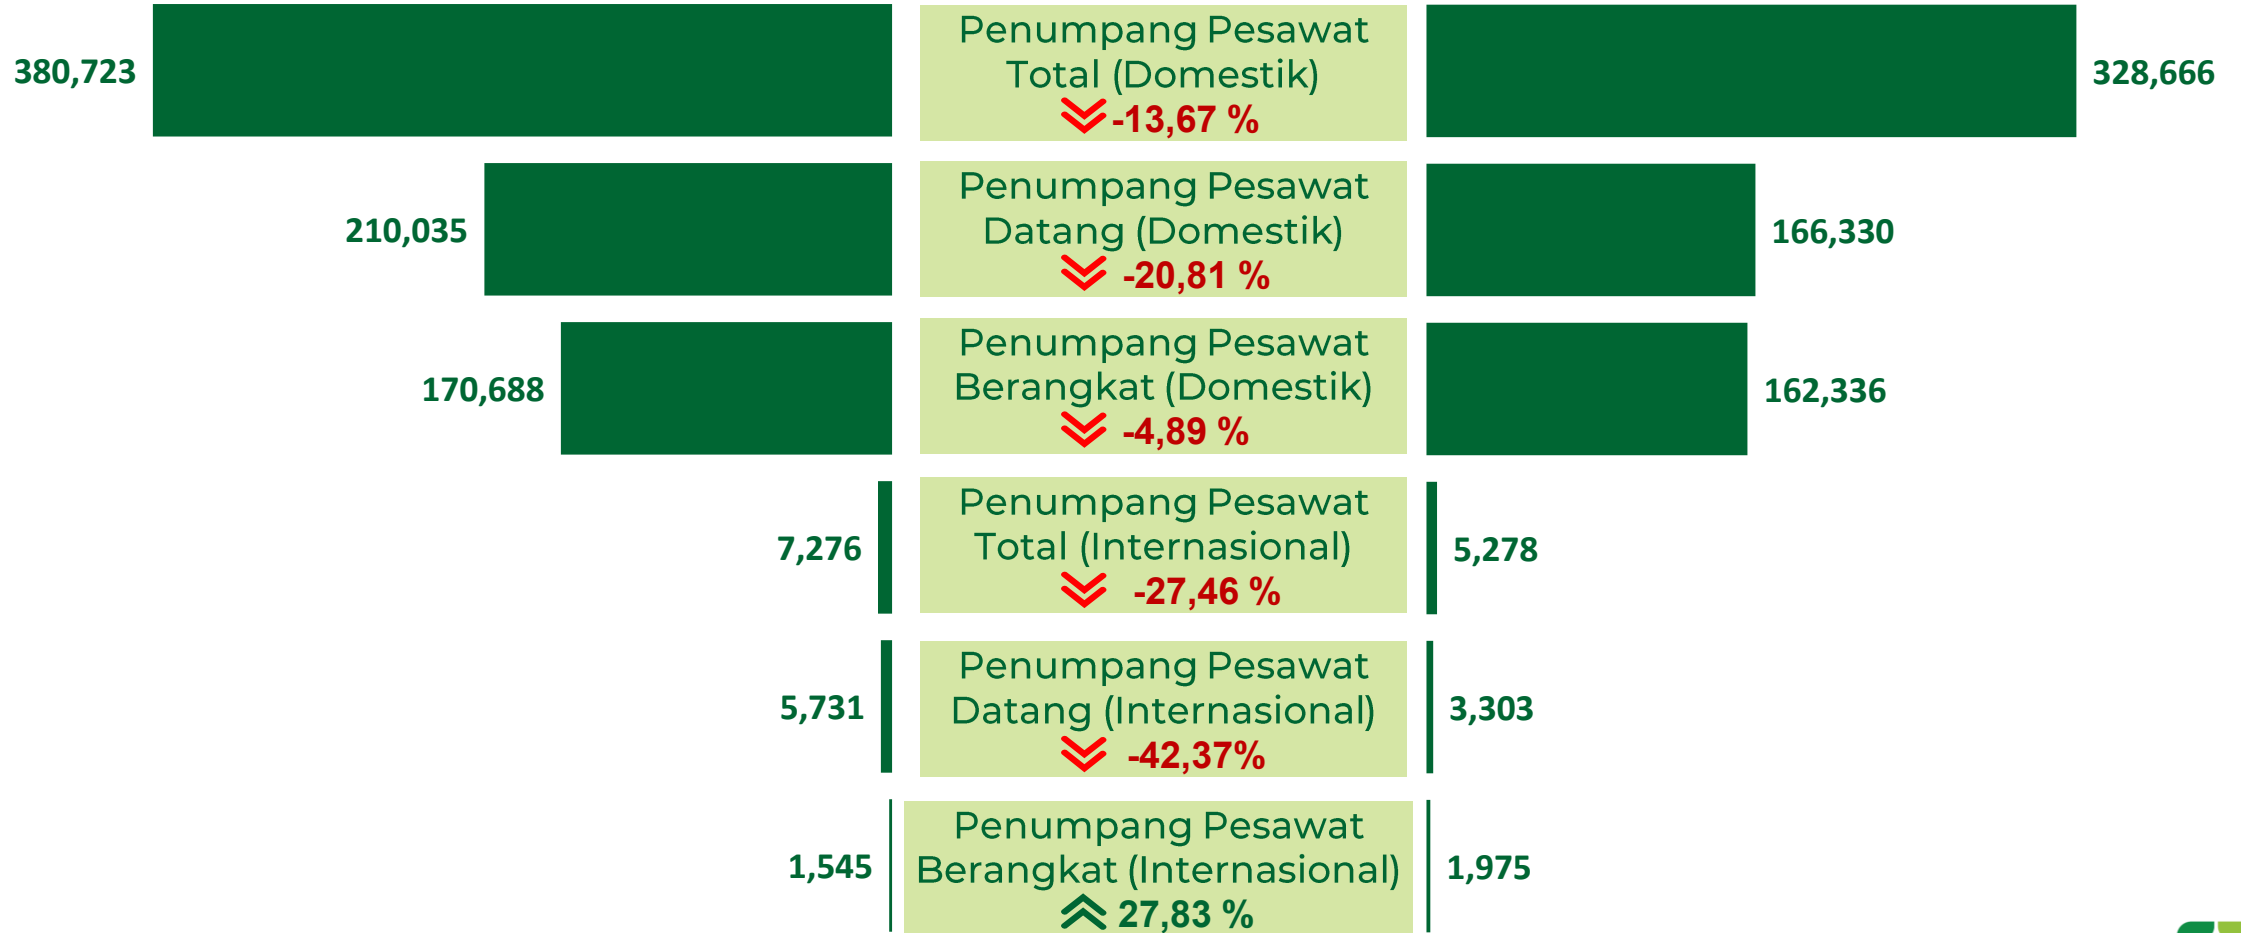 Penumpang Pesawat
Total (Domestik)
380,723
328,666
-13,67 %
Penumpang Pesawat
Datang (Domestik)
210,035
166,330
-20,81 %
Penumpang Pesawat
Berangkat (Domestik)
170,688
162,336
-4,89 %
Penumpang Pesawat
Total (Internasional)
7,276
5,278
-27,46 %
Penumpang Pesawat
Datang (Internasional)
5,731
3,303
-42,37%
Penumpang Pesawat
Berangkat (Internasional)
1,545
1,975
27,83 %